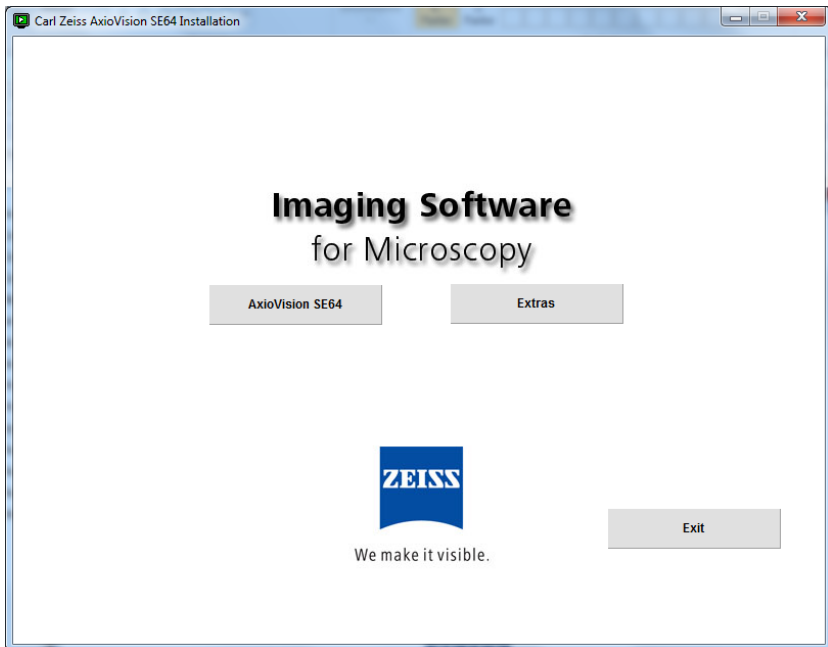 Carl Zeiss AxioVision SE64 Installation
Imaging Software
for Microscopy
AxioVision SE64
Extras
ZEISS
We make it visible.
Exit